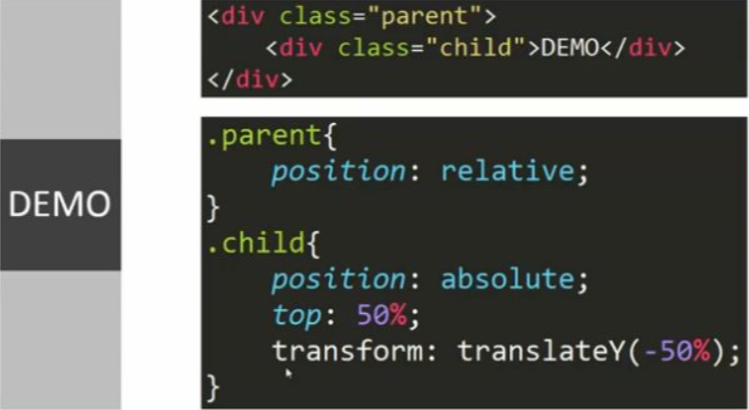 <div class="parent">
    <div class="child">DEMO</div>
</div>
DEMO
.parent{
    position: relative;
}
.child{
    position: absolute;
    top: 50%;
    transform: translateY(-50%);
}